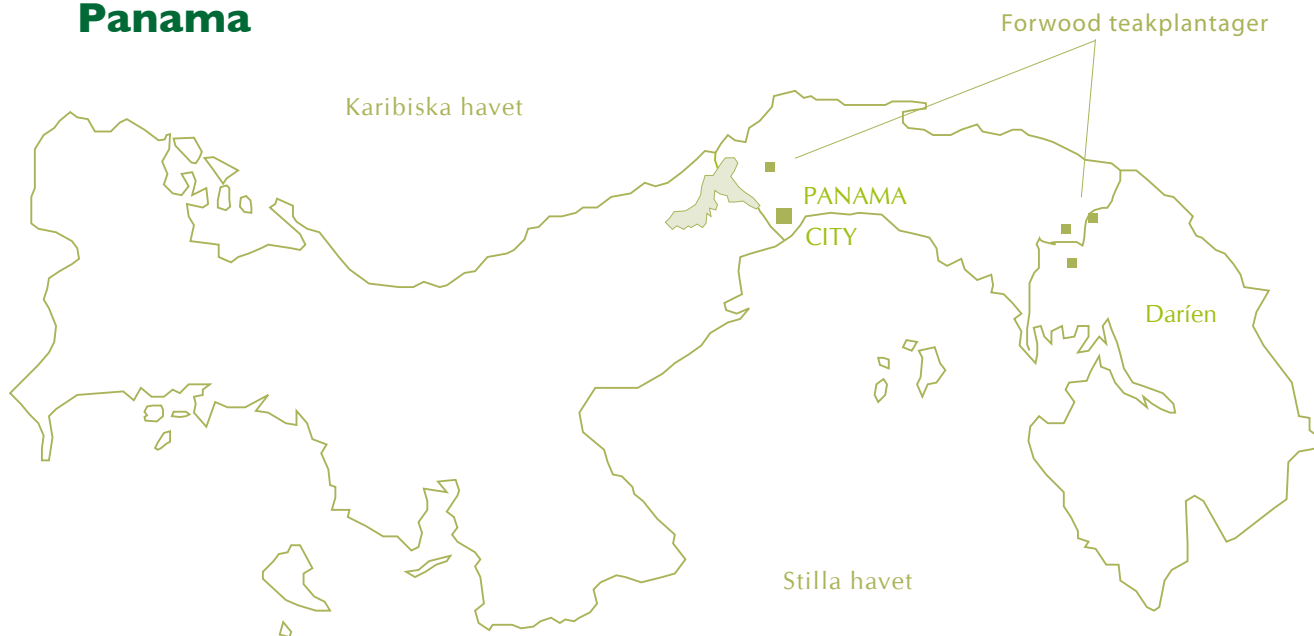 Panama
Forwood teakplantager
Karibiska havet
PANAMA
CITY
Daríen
Stilla havet